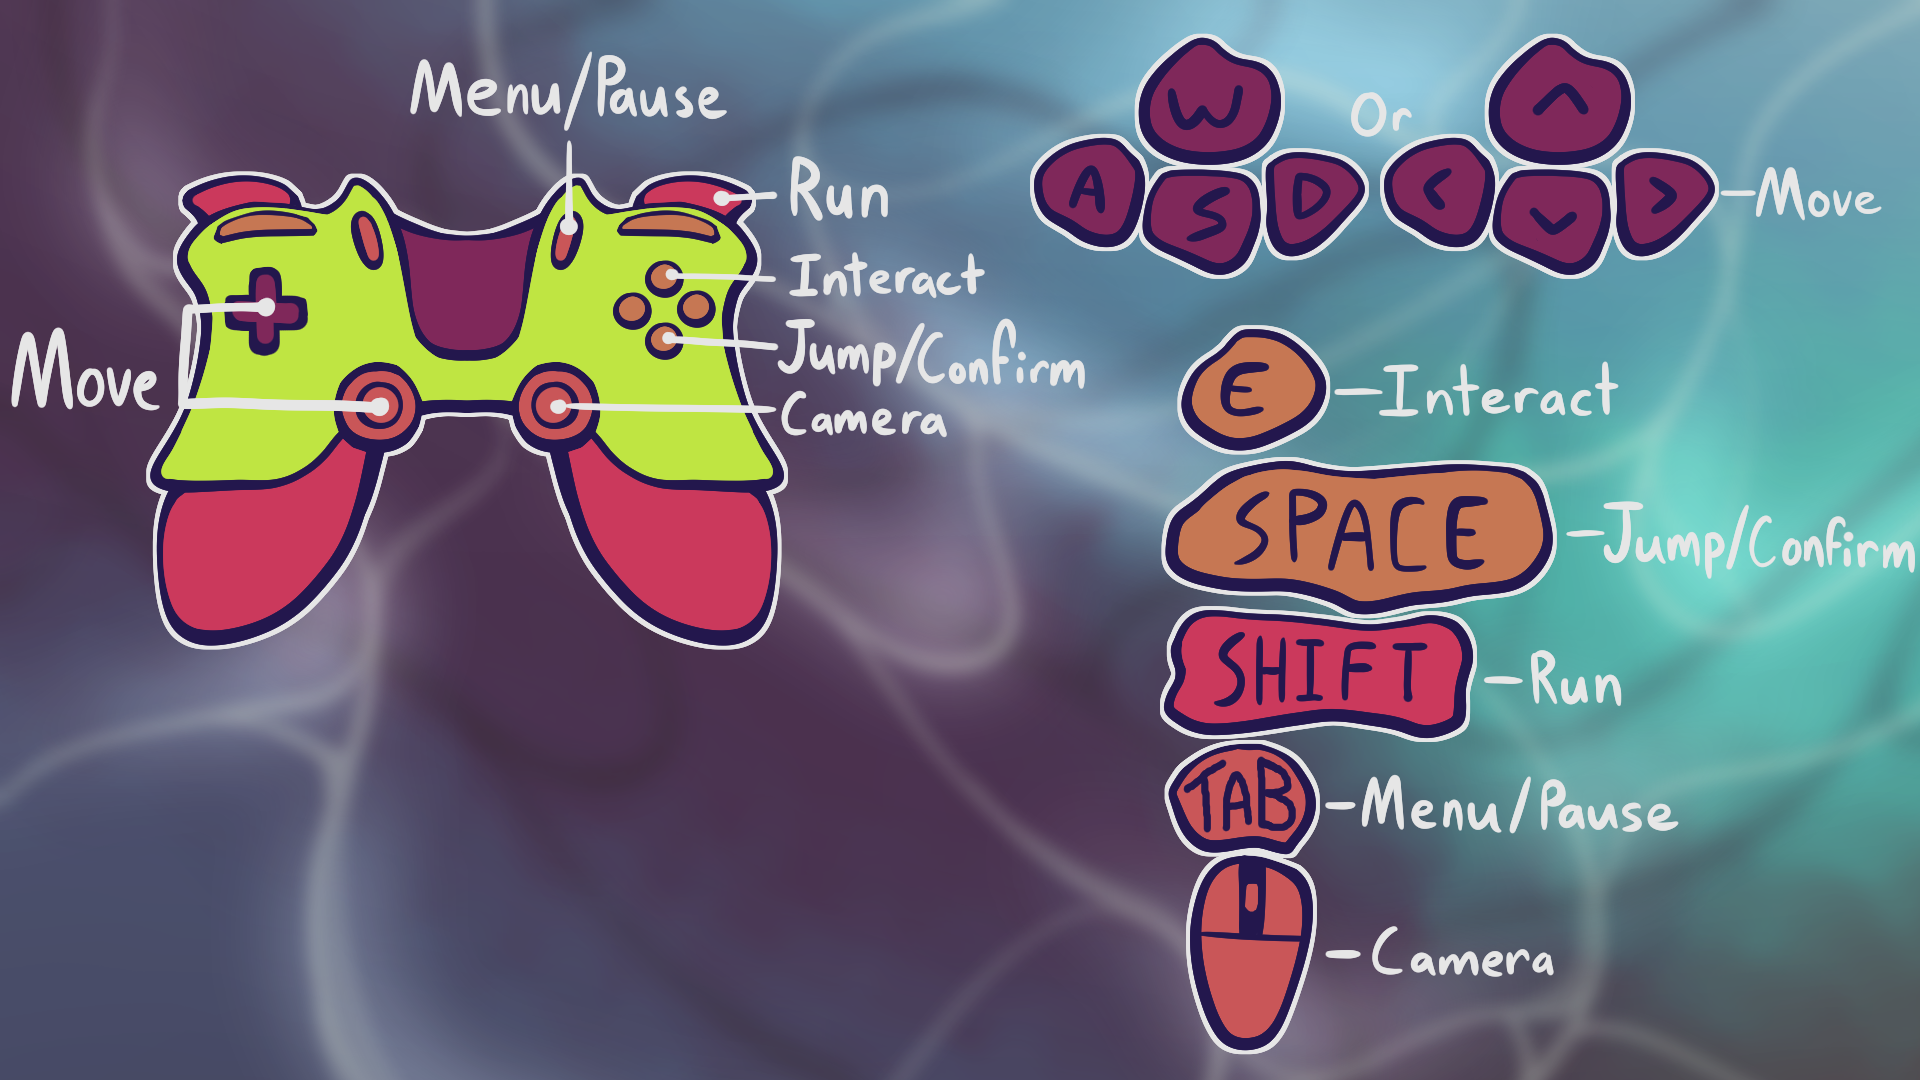 Menu/Pause
Run
Interact
Jump/Confirm
Camera
Move
W
A
S
D
Or
^
<
v
>
Move
E
Interact
SPACE
Jump/Confirm
SHIFT
Run
TAB
Menu/Pause
Camera